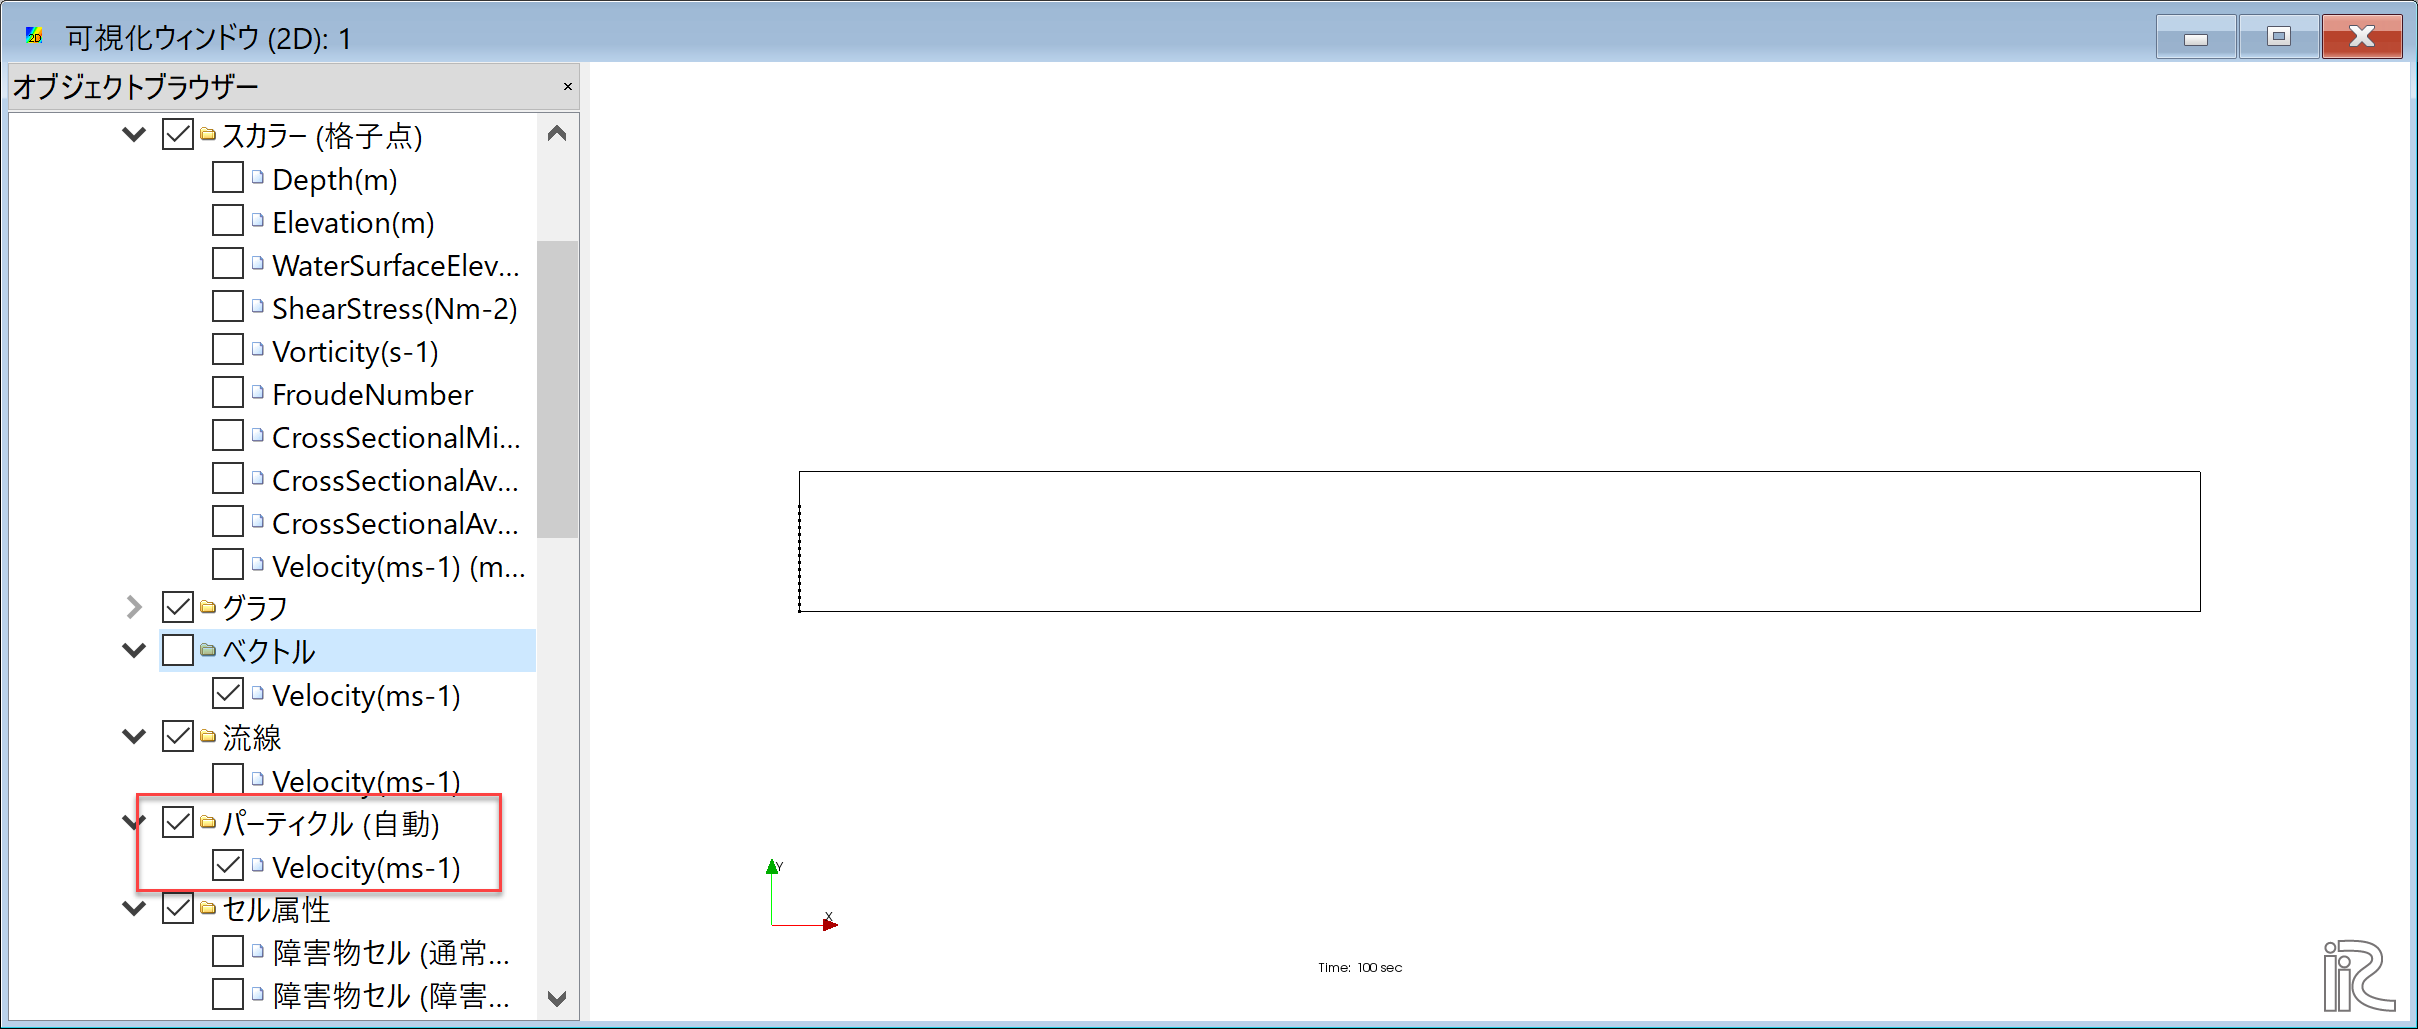 可視化ウィンドウ (2D): 1
オブジェクトブラウザー
スカラー (格子点)
Depth(m)
Elevation(m)
WaterSurfaceElev...
ShearStress(Nm-2)
Vorticity(s-1)
FroudeNumber
CrossSectionalMi...
CrossSectionalAv...
CrossSectionalAv...
Velocity(ms-1) (m...
グラフ
ベクトル
Velocity(ms-1)
流線
Velocity(ms-1)
パーティクル (自動)
Velocity(ms-1)
セル属性
障害物セル (通常...
障害物セル (障害...
Y
X
Time: 100 sec
iRiC